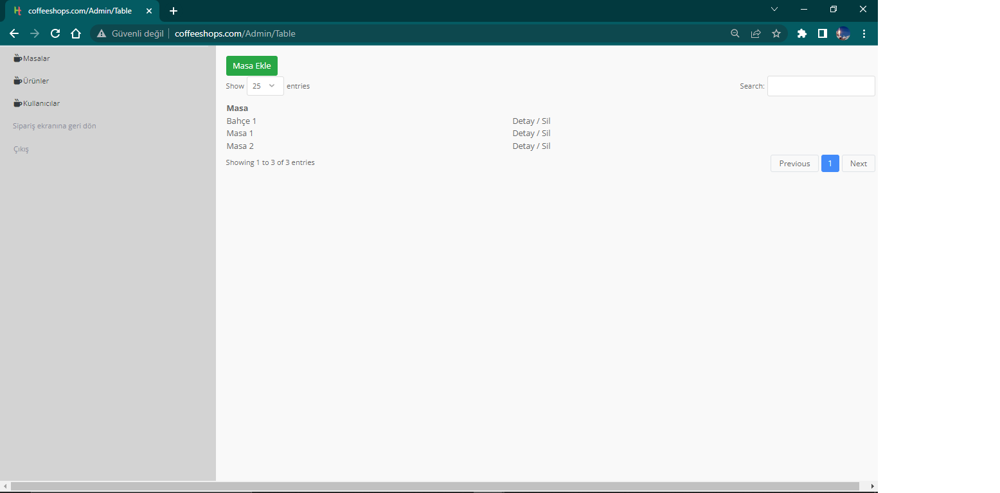 coffeeshops.com/Admin/Table
Güvenli değil coffeeshops.com/Admin/Table
Masalar
Ürünler
Kullanıcılar
Sipariş ekranına geri dön
Çıkış
Masa Ekle
Show 25 entries Search:
Masa
Bahçe 1 Detay / Sil
Masa 1 Detay / Sil
Masa 2 Detay / Sil
Showing 1 to 3 of 3 entries Previous 1 Next